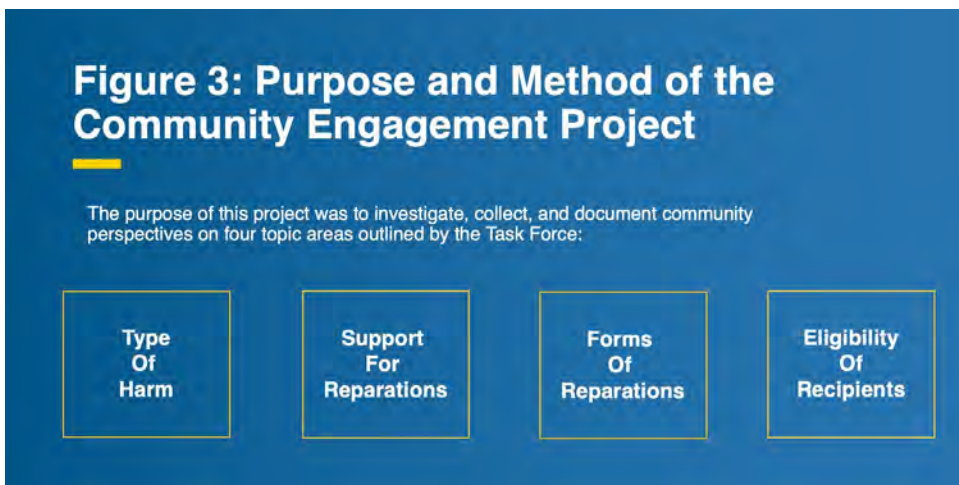 Figure 3: Purpose and Method of the
Community Engagement Project
The purpose of this project was to investigate, collect, and document community
perspectives on four topic areas outlined by the Task Force:
Type
Of
Harm
Support
For
Reparations
Forms
Of
Reparations
Eligibility
Of
Recipients